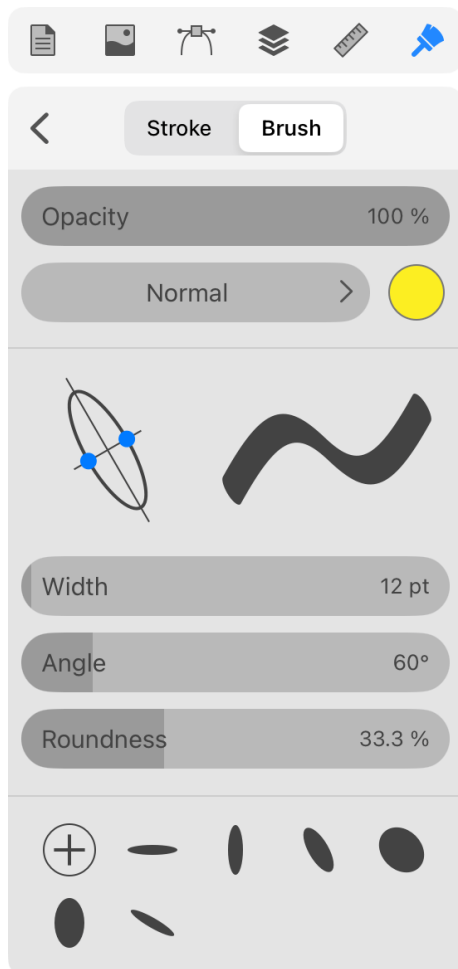 Stroke Brush
Opacity 100 %
Normal
Width 12 pt
Angle 60°
Roundness 33.3 %